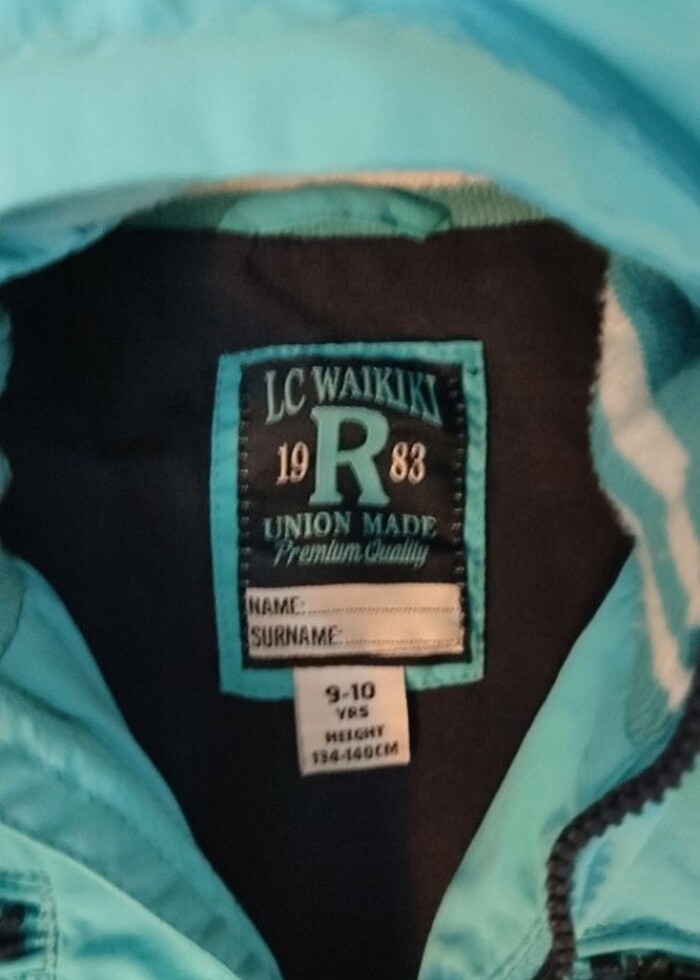 LC WAIKIKI
19 R 83
UNION MADE
Premium Quality
NAME:
SURNAME:
9-10
YRS
HEIGHT
134-140CM